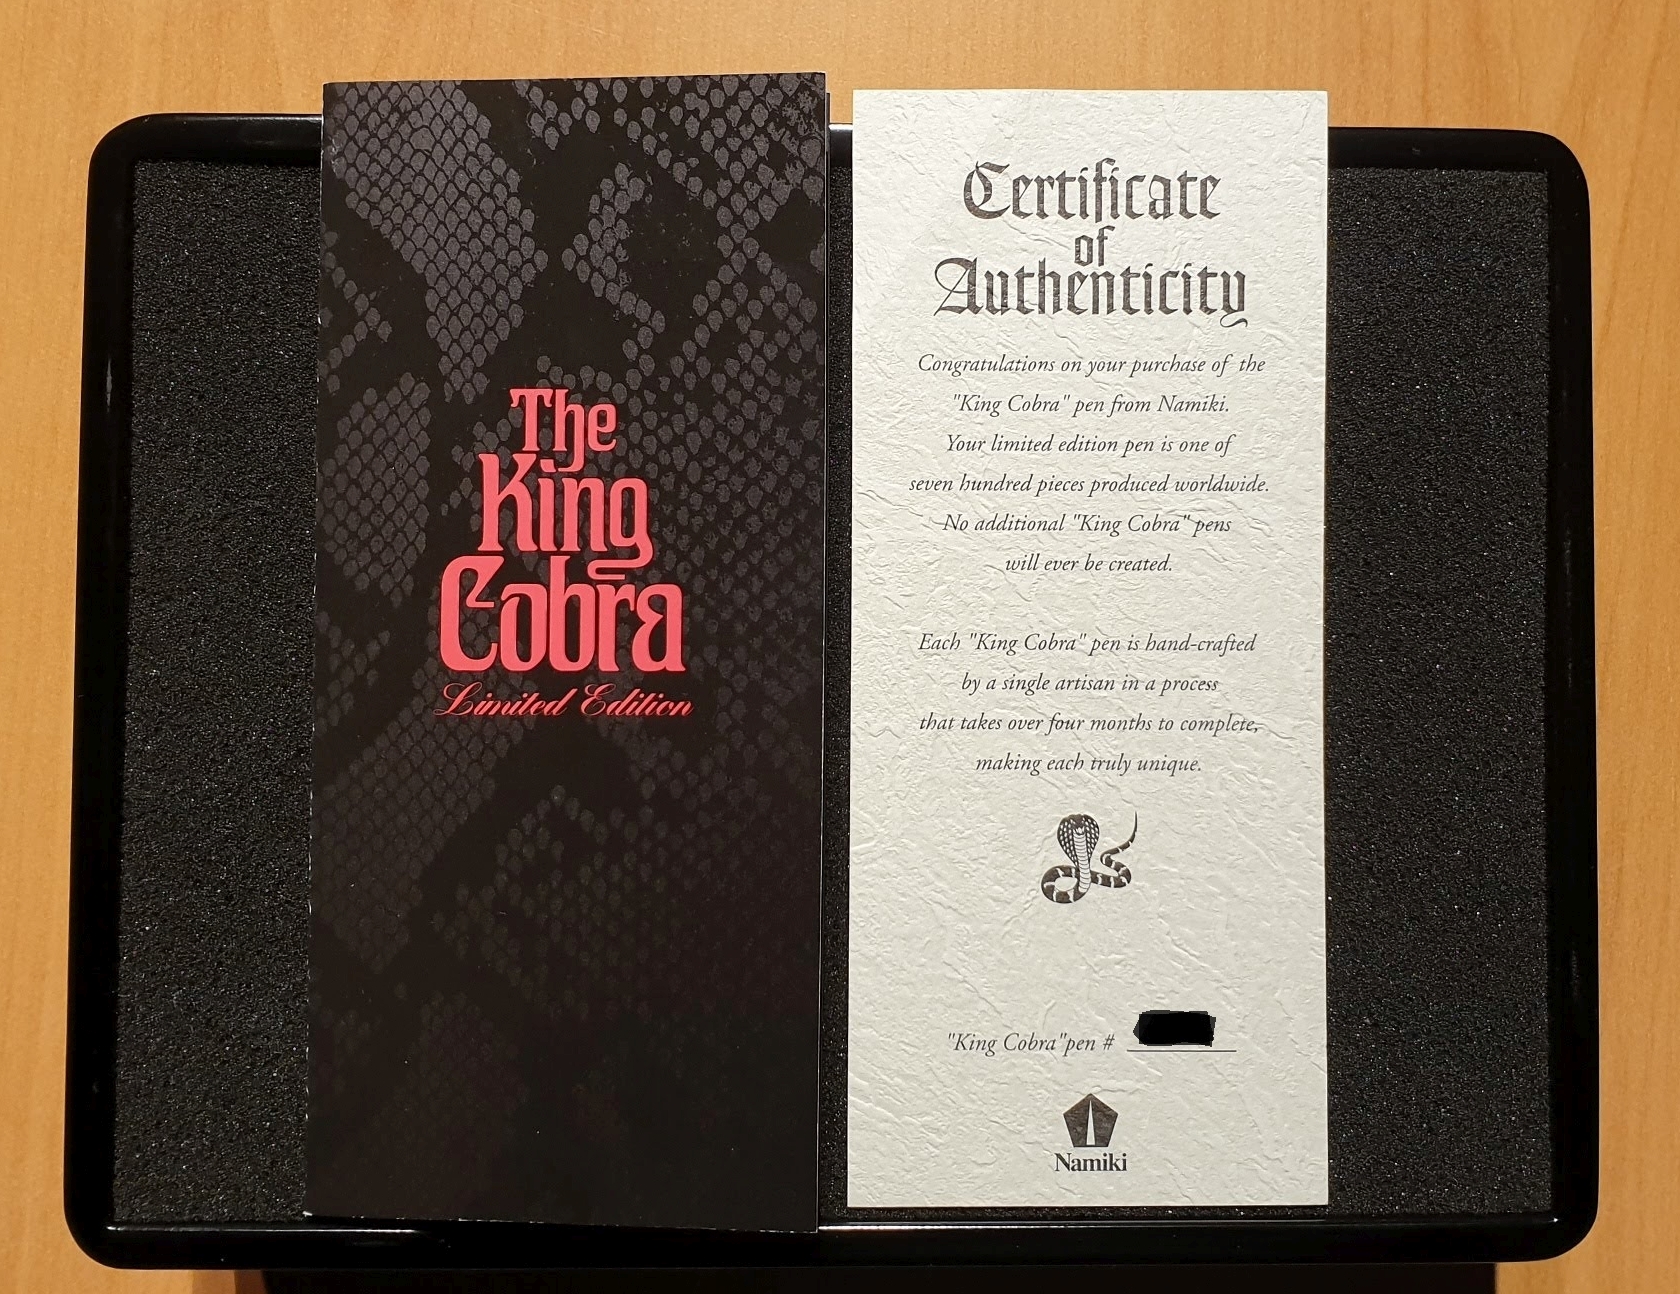 The
King
Cobra
Limited Edition
Certificate
of
Authenticity
Congratulations on your purchase of the
"King Cobra" pen from Namiki.
Your limited edition pen is one of
seven hundred pieces produced worldwide.
No additional "King Cobra" pens
will ever be created.
Each "King Cobra" pen is hand-crafted
by a single artisan in a process
that takes over four months to complete,
making each truly unique.
"King Cobra"pen #
Namiki